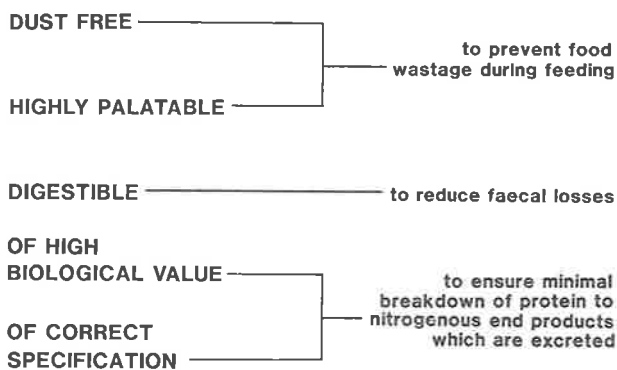 DUST FREE
to prevent food
wastage during feeding
HIGHLY PALATABLE
DIGESTIBLE
to reduce faecal losses
OF HIGH
BIOLOGICAL VALUE
to ensure minimal
breakdown of protein to
nitrogenous end products
which are excreted
OF CORRECT
SPECIFICATION